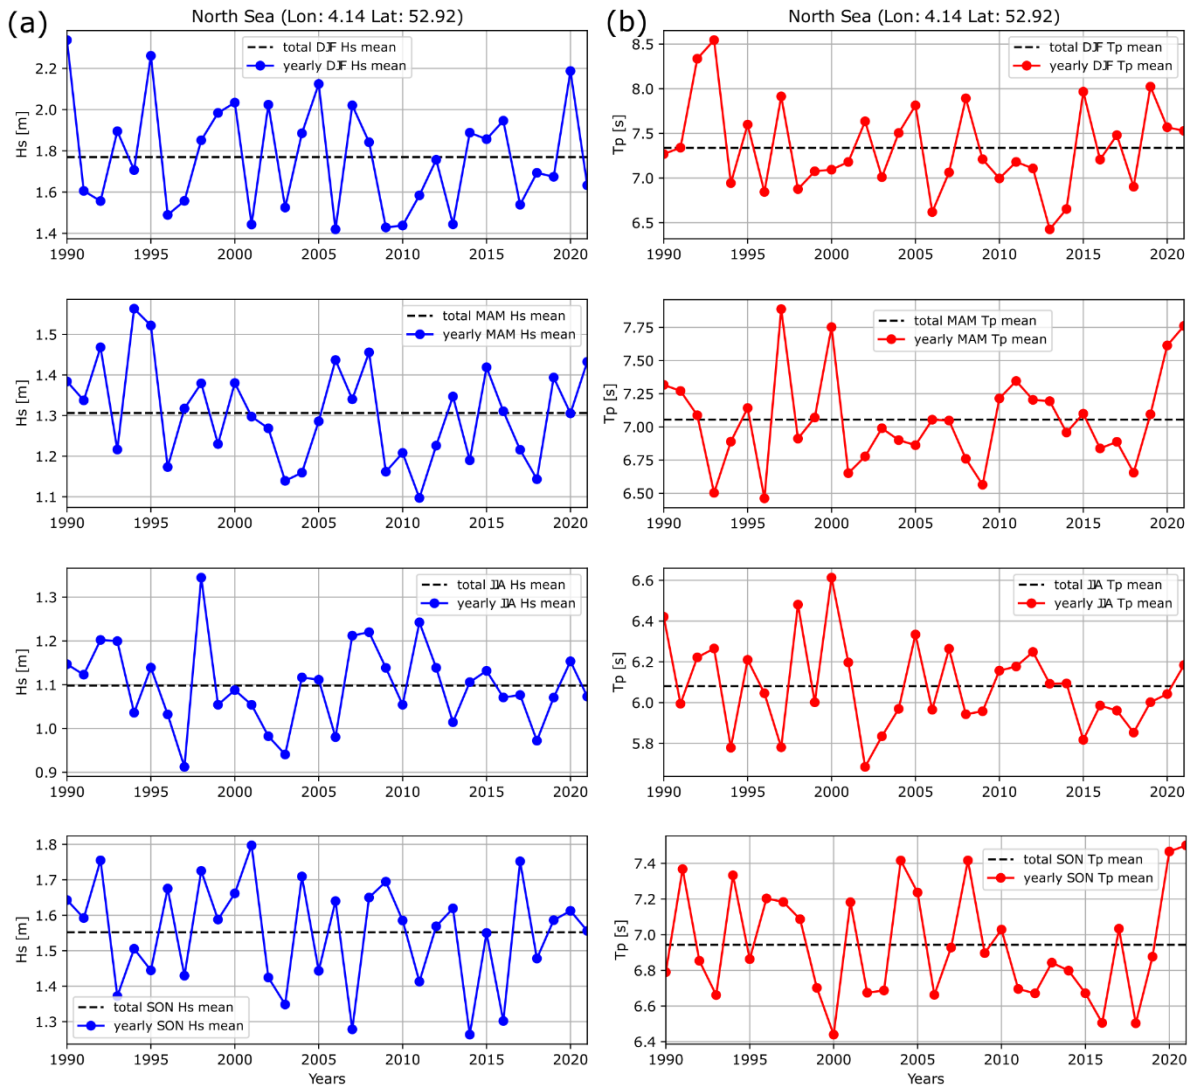 (a)
North Sea (Lon: 4.14 Lat: 52.92)
Hs [m]
2.2
2.0
1.8
1.6
1.4
total DJF Hs mean
yearly DJF Hs mean
1990 1995 2000 2005 2010 2015 2020
Hs [m]
1.5
1.4
1.3
1.2
1.1
total MAM Hs mean
yearly MAM Hs mean
1990 1995 2000 2005 2010 2015 2020
Hs [m]
1.3
1.2
1.1
1.0
0.9
total JJA Hs mean
yearly JJA Hs mean
1990 1995 2000 2005 2010 2015 2020
Hs [m]
1.8
1.7
1.6
1.5
1.4
1.3
total SON Hs mean
yearly SON Hs mean
1990 1995 2000 2005 2010 2015 2020
Years
(b)
North Sea (Lon: 4.14 Lat: 52.92)
Tp [s]
8.5
8.0
7.5
7.0
6.5
total DJF Tp mean
yearly DJF Tp mean
1990 1995 2000 2005 2010 2015 2020
Tp [s]
7.75
7.50
7.25
7.00
6.75
6.50
total MAM Tp mean
yearly MAM Tp mean
1990 1995 2000 2005 2010 2015 2020
Tp [s]
6.6
6.4
6.2
6.0
5.8
total JJA Tp mean
yearly JJA Tp mean
1990 1995 2000 2005 2010 2015 2020
Tp [s]
7.4
7.2
7.0
6.8
6.6
6.4
total SON Tp mean
yearly SON Tp mean
1990 1995 2000 2005 2010 2015 2020
Years